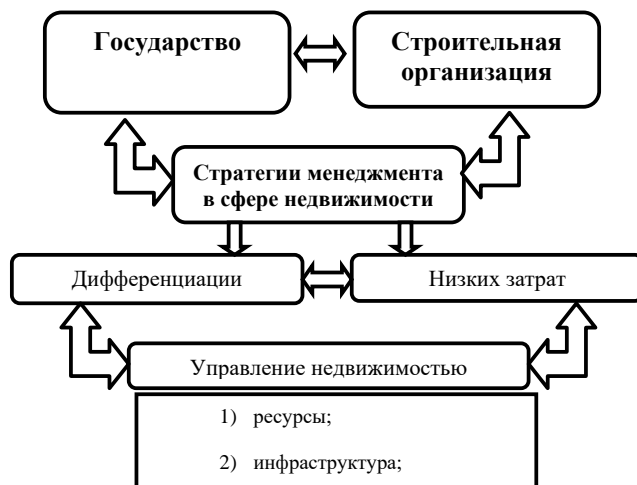 Государство
Строительная
организация
Стратегии менеджмента
в сфере недвижимости
Дифференциации
Низких затрат
Управление недвижимостью
1) ресурсы;
2) инфраструктура;